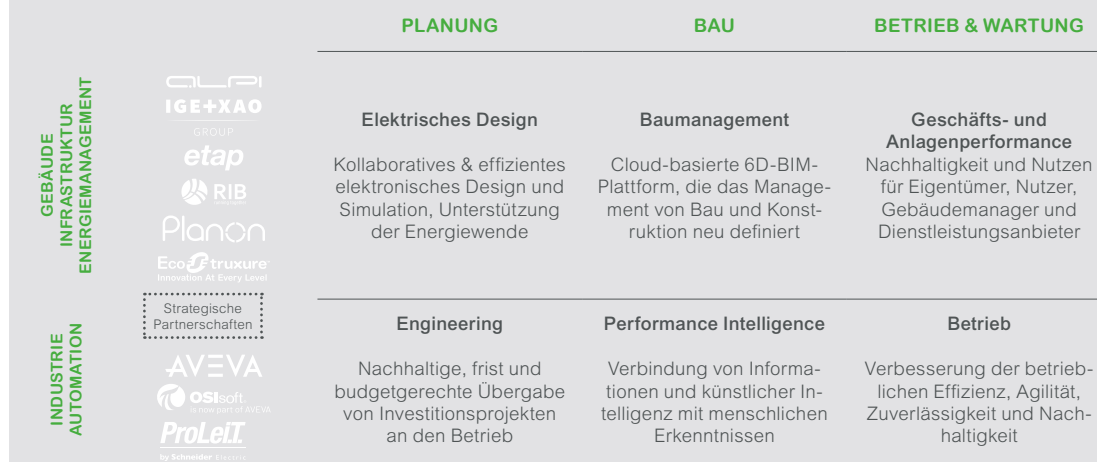 PLANUNG
BAU
BETRIEB & WARTUNG
GEBÄUDE
INFRASTRUKTUR
ENERGIEMANAGEMENT
ALPI
IGE+XAO
GROUP
etap
RIB
Planon
EcoStruxure
Innovation At Every Level
Elektrisches Design
Kollaboratives & effizientes
elektronisches Design und
Simulation, Unterstützung
der Energiewende
Baumanagement
Cloud-basierte 6D-BIM-
Plattform, die das Manage-
ment von Bau und Konst-
ruktion neu definiert
Geschäfts- und
Anlagenperformance
Nachhaltigkeit und Nutzen
für Eigentümer, Nutzer,
Gebäudemanager und
Dienstleistungsanbieter
Strategische
Partnerschaften
INDUSTRIE
AUTOMATION
AVEVA
OSIsoft.
is now part of AVEVA
ProLeiT.
by Schneider Electric
Engineering
Nachhaltige, frist und
budgetgerechte Übergabe
von Investitionsprojekten
an den Betrieb
Performance Intelligence
Verbindung von Informa-
tionen und künstlicher In-
telligenz mit menschlichen
Erkenntnissen
Betrieb
Verbesserung der betrieb-
lichen Effizienz, Agilität,
Zuverlässigkeit und Nach-
haltigkeit